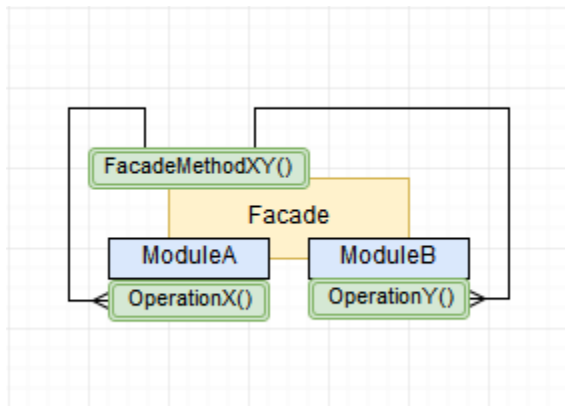 FacadeMethodXY()
Facade
ModuleA
ModuleB
OperationX()
OperationY()